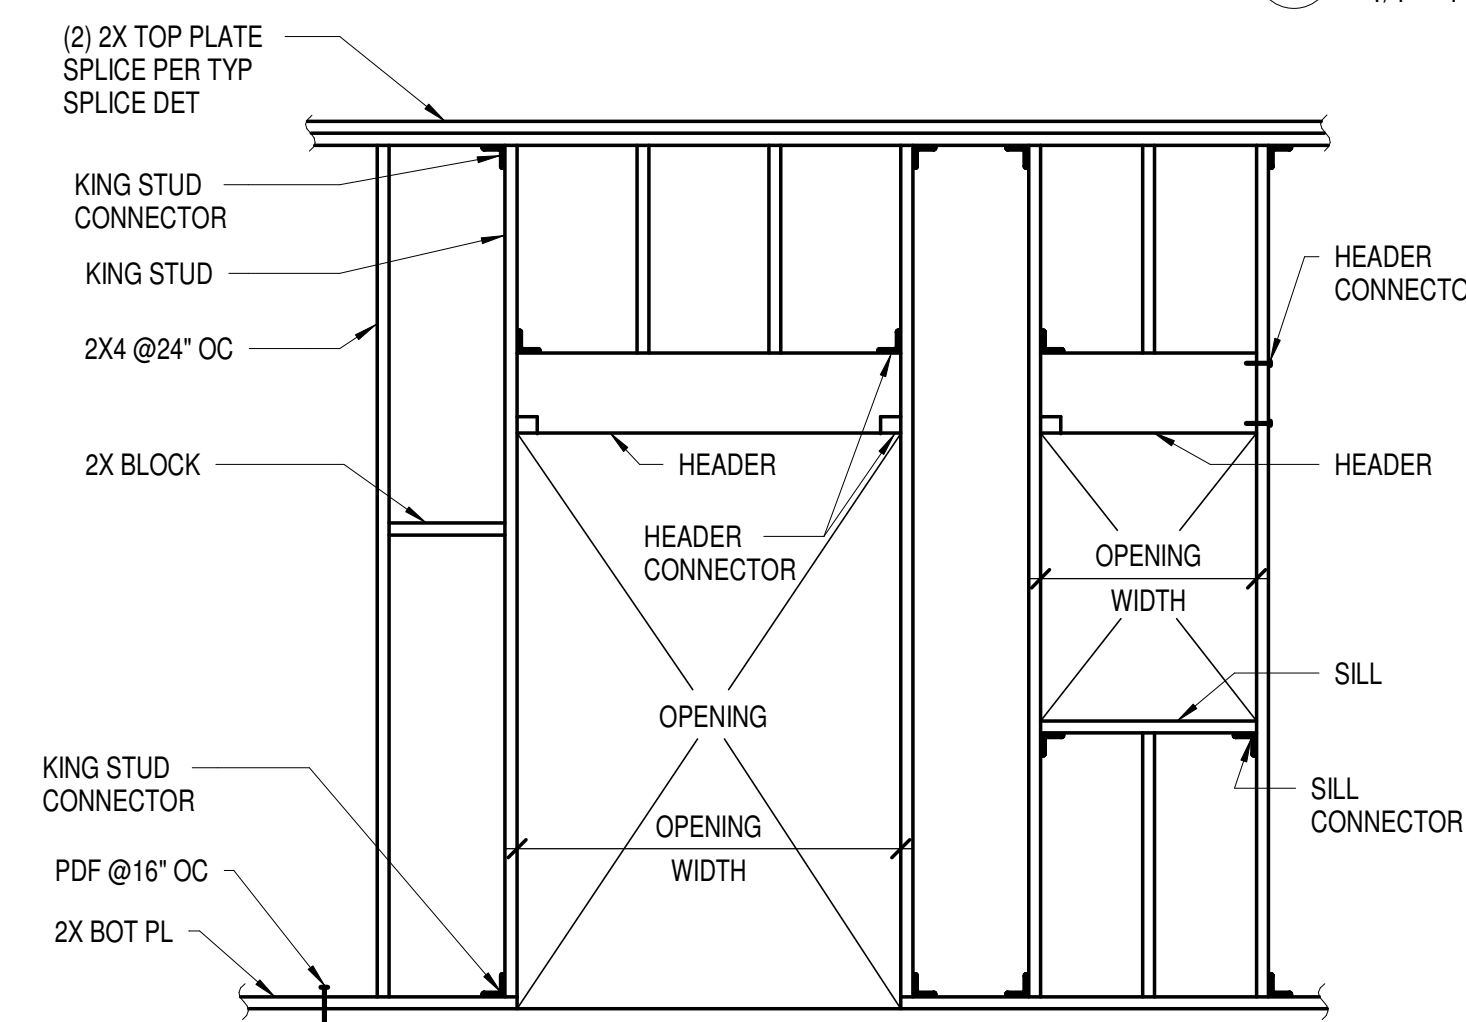 (2) 2X TOP PLATE
SPLICE PER TYP
SPLICE DET
KING STUD
CONNECTOR
KING STUD
2X4 @24" OC
2X BLOCK
KING STUD
CONNECTOR
PDF @16" OC
2X BOT PL
HEADER
HEADER
CONNECTOR
OPENING
OPENING
WIDTH
OPENING
WIDTH
HEADER
CONNECTO
HEADER
SILL
SILL
CONNECTOR